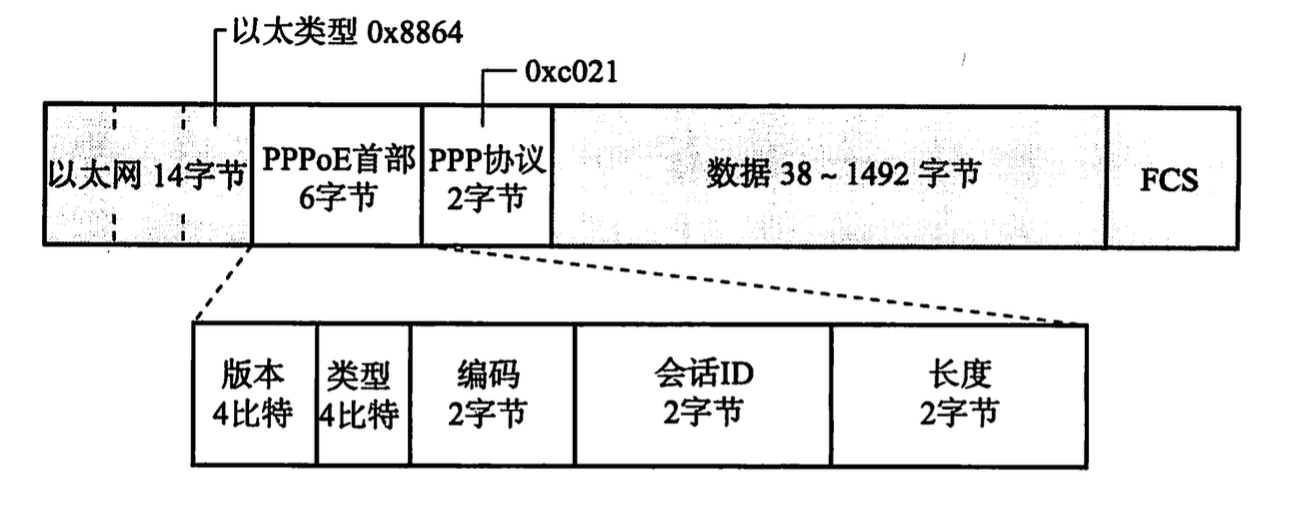 以太类型 0x8864
0xc021
以太网 14字节
PPPoE首部
6字节
PPP协议
2字节
数据 38 ~ 1492 字节
FCS
版本
4比特
类型
4比特
编码
2字节
会话ID
2字节
长度
2字节